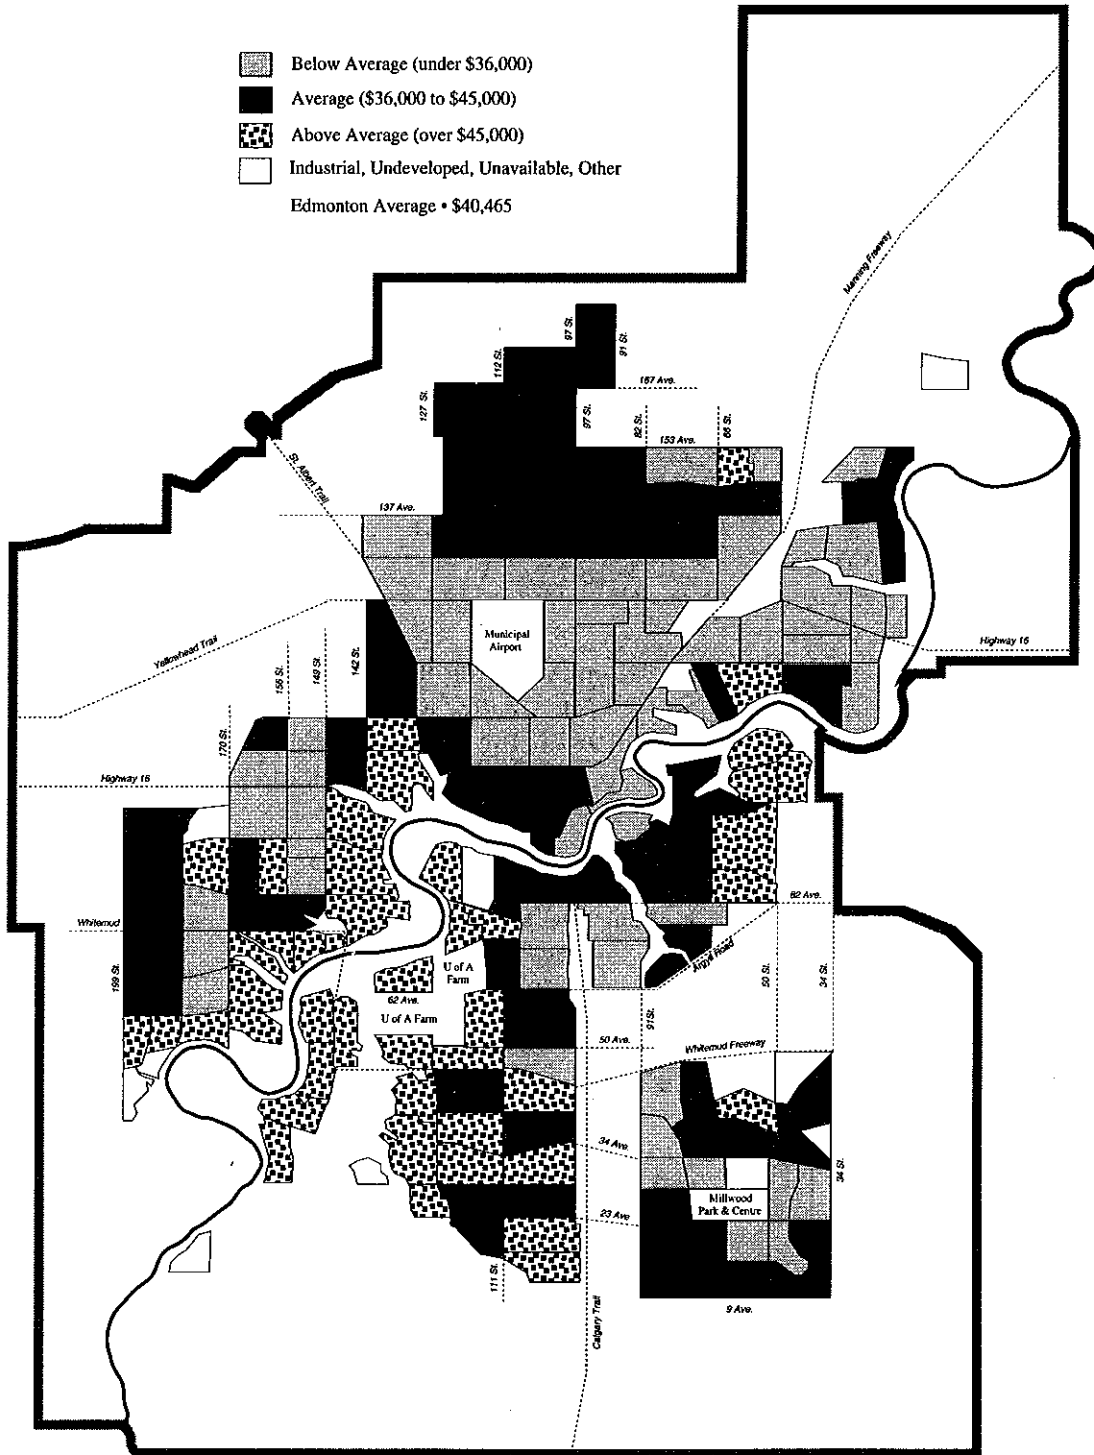 Below Average (under $36,000)
Average ($36,000 to $45,000)
Above Average (over $45,000)
Industrial, Undeveloped, Unavailable, Other
Edmonton Average • $40,465
Manning Freeway
97 St.
91 St.
112 St.
167 Ave.
127 St.
97 St.
82 St.
66 St.
153 Ave.
St. Albert Trail
137 Ave.
Municipal
Airport
Yellowhead Trail
Highway 16
156 St.
149 St.
142 St.
170 St.
Highway 16
82 Ave.
Whitemud
199 St.
U of A
Farm
62 Ave.
U of A Farm
Argyll Road
50 St.
34 St.
91 St.
50 Ave.
Whitemud Freeway
34 Ave.
34 St.
Millwood
Park & Centre
23 Ave
111 St.
Calgary Trail
9 Ave.